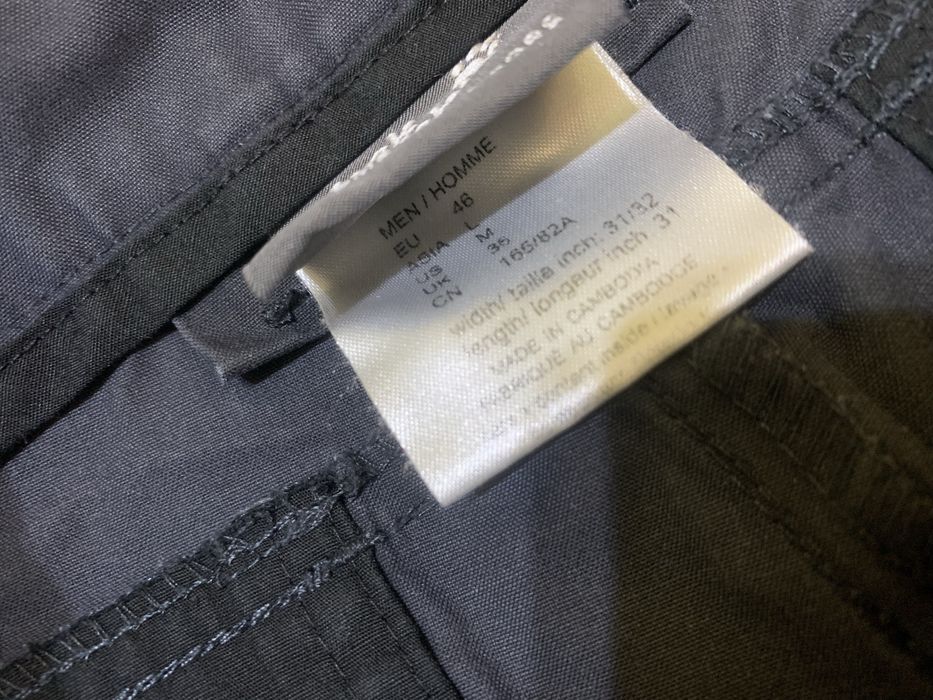 MEN / HOMME
EU 46
ASIA L
US M
UK 36
CN 165/82A
width/ taille inch: 31/32
length/ longeur inch 31
MADE IN CAMBODIA
FABRIQUE AU CAMBODGE